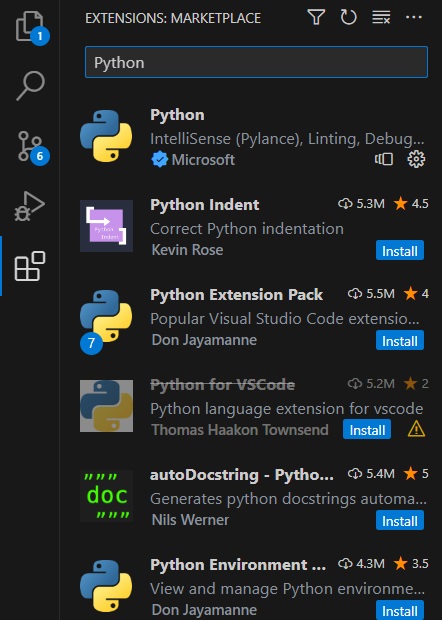 EXTENSIONS: MARKETPLACE
1
Python
Python
IntelliSense (Pylance), Linting, Debug...
Microsoft
6
Python Indent 5.3M 4.5
Correct Python indentation
Kevin Rose Install
Python Indent
Python Extension Pack 5.5M 4
Popular Visual Studio Code extensio...
7
Don Jayamanne Install
Python for VSCode 5.2M 2
Python language extension for vscode
Thomas Haakon Townsend Install
autoDocstring - Pytho... 5.4M 5
Generates python docstrings automa...
Nils Werner Install
"""
doc
"""
Python Environment ... 4.3M 3.5
View and manage Python environme...
Don Jayamanne Install